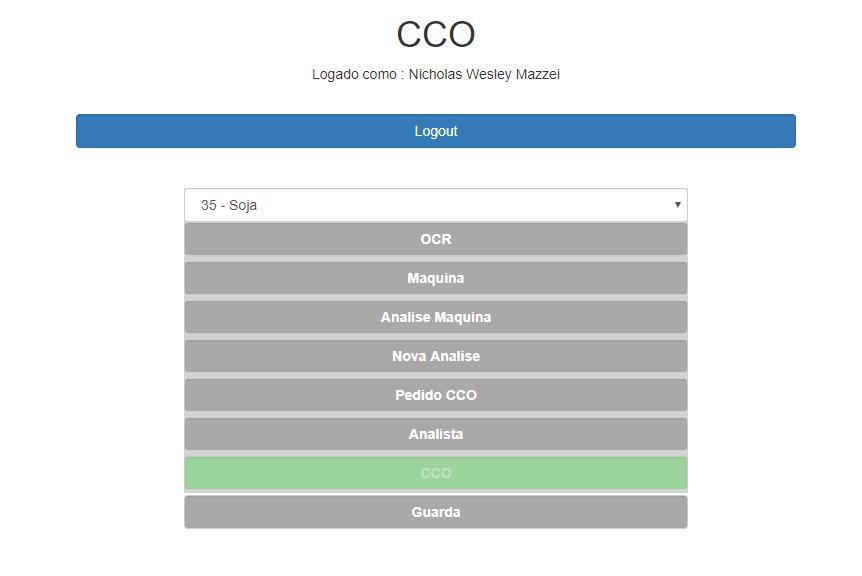 CCO
Logado como : Nicholas Wesley Mazzei
Logout
35 - Soja
OCR
Maquina
Analise Maquina
Nova Analise
Pedido CCO
Analista
CCO
Guarda